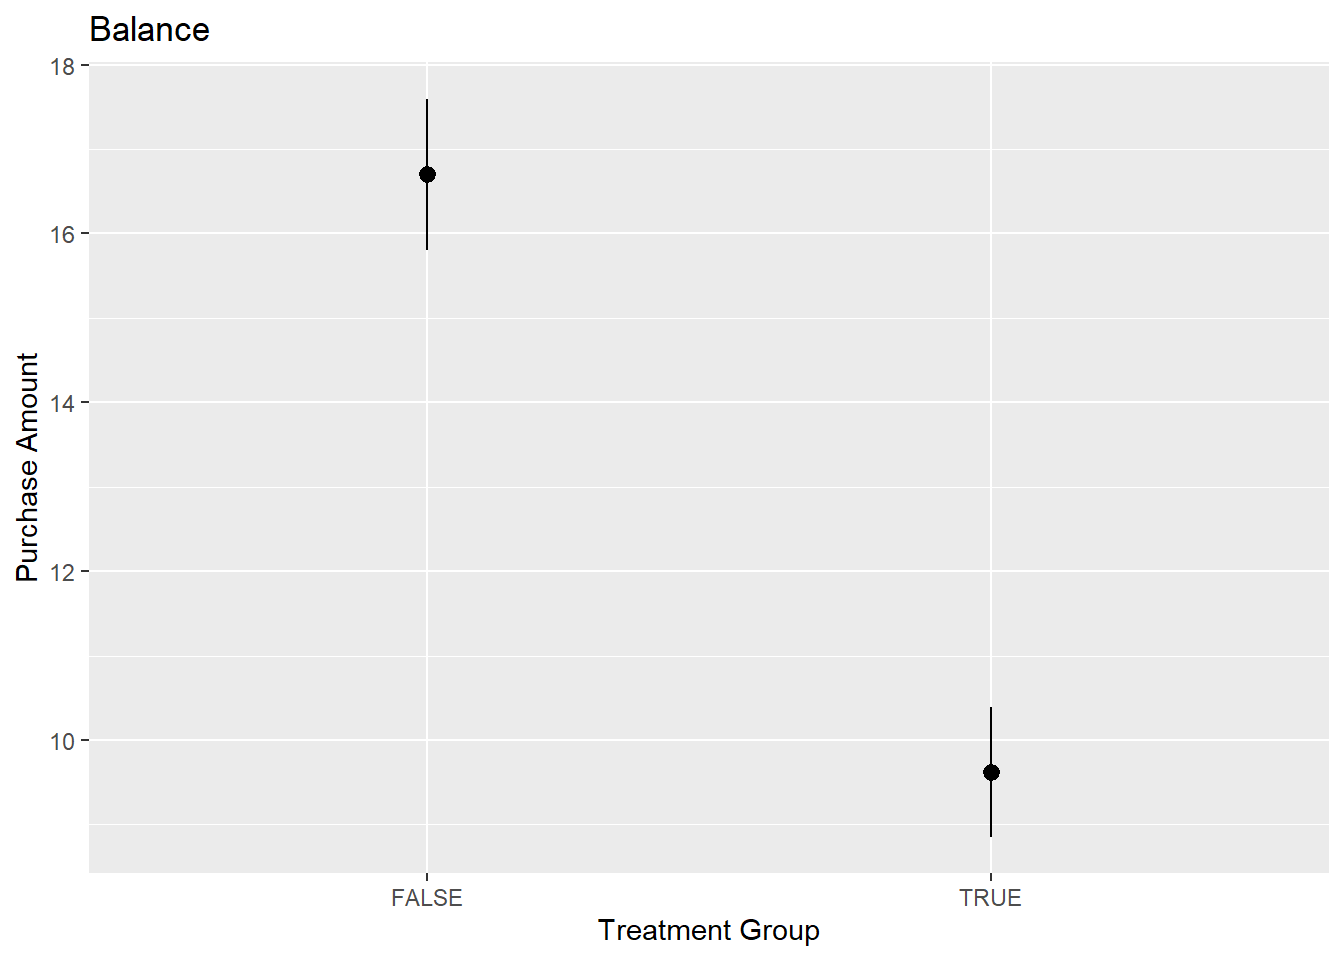 Balance
18
16
14
12
10
Purchase Amount
FALSE
TRUE
Treatment Group